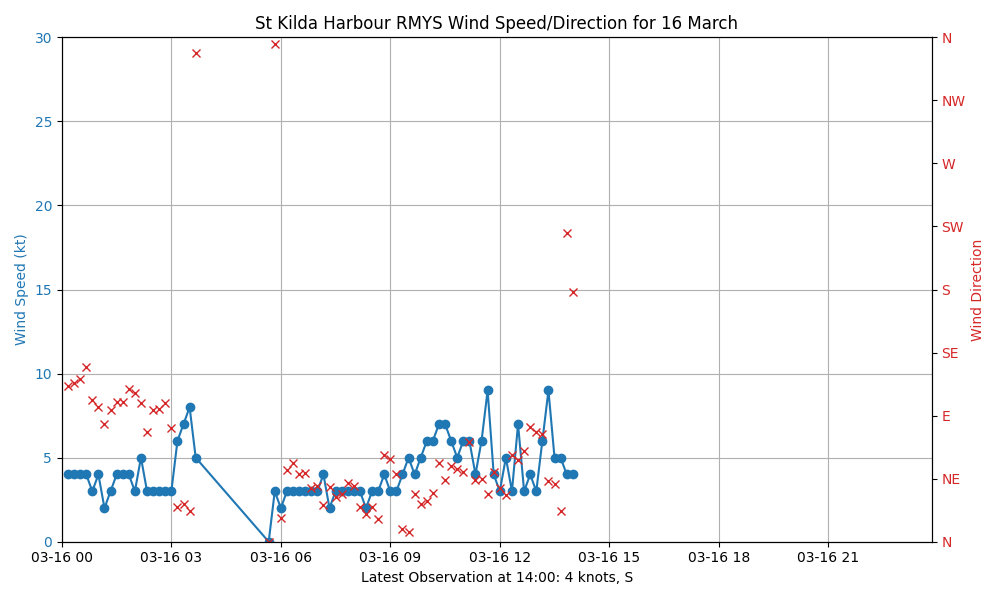 St Kilda Harbour RMYS Wind Speed/Direction for 16 March
30
25
20
15
10
5
0
Wind Speed (kt)
N
NW
W
SW
S
SE
E
NE
N
Wind Direction
03-16 00
03-16 03
03-16 06
03-16 09
03-16 12
03-16 15
03-16 18
03-16 21
Latest Observation at 14:00: 4 knots, S